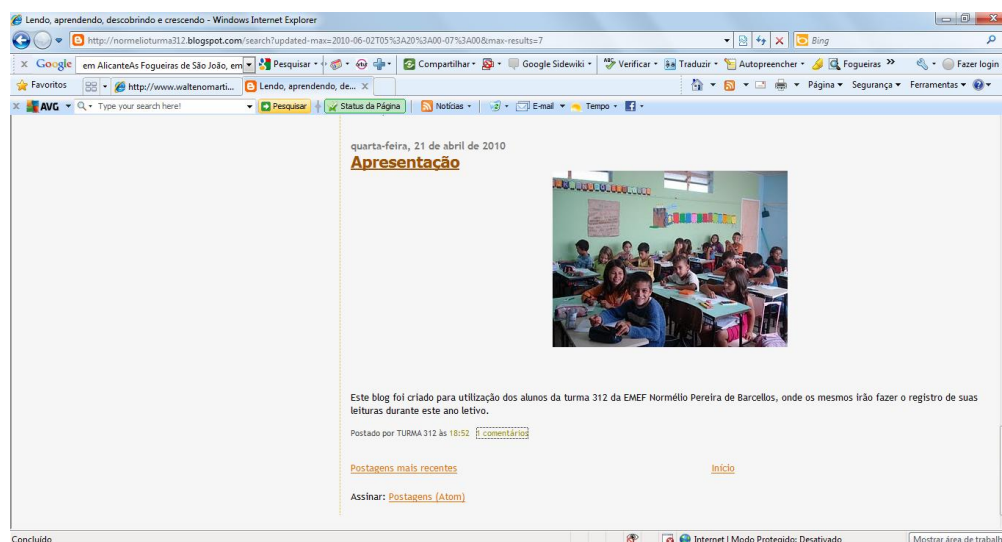 Lendo, aprendendo, descobrindo e crescendo - Windows Internet Explorer
http://normelioturma312.blogspot.com/search?updated-max=2010-06-02T05%3A20%3A00-07%3A00&max-results=7
Bing
Google em AlicanteAs Fogueiras de São João, em Pesquisar Compartilhar Google Sidewiki Verificar Traduzir Autopreencher Fogueiras Fazer login
Favoritos http://www.waltenomarti... Lendo, aprendendo, de... Página Segurança Ferramentas
AVG Type your search here! Pesquisar Status da Página Notícias E-mail Tempo
quarta-feira, 21 de abril de 2010
Apresentação
Este blog foi criado para utilização dos alunos da turma 312 da EMEF Normélio Pereira de Barcellos, onde os mesmos irão fazer o registro de suas
leituras durante este ano letivo.
Postado por TURMA 312 às 18:52 1 comentários
Postagens mais recentes Início
Assinar: Postagens (Atom)
Concluído Internet | Modo Protegido: Desativado Mostrar área de trabalh